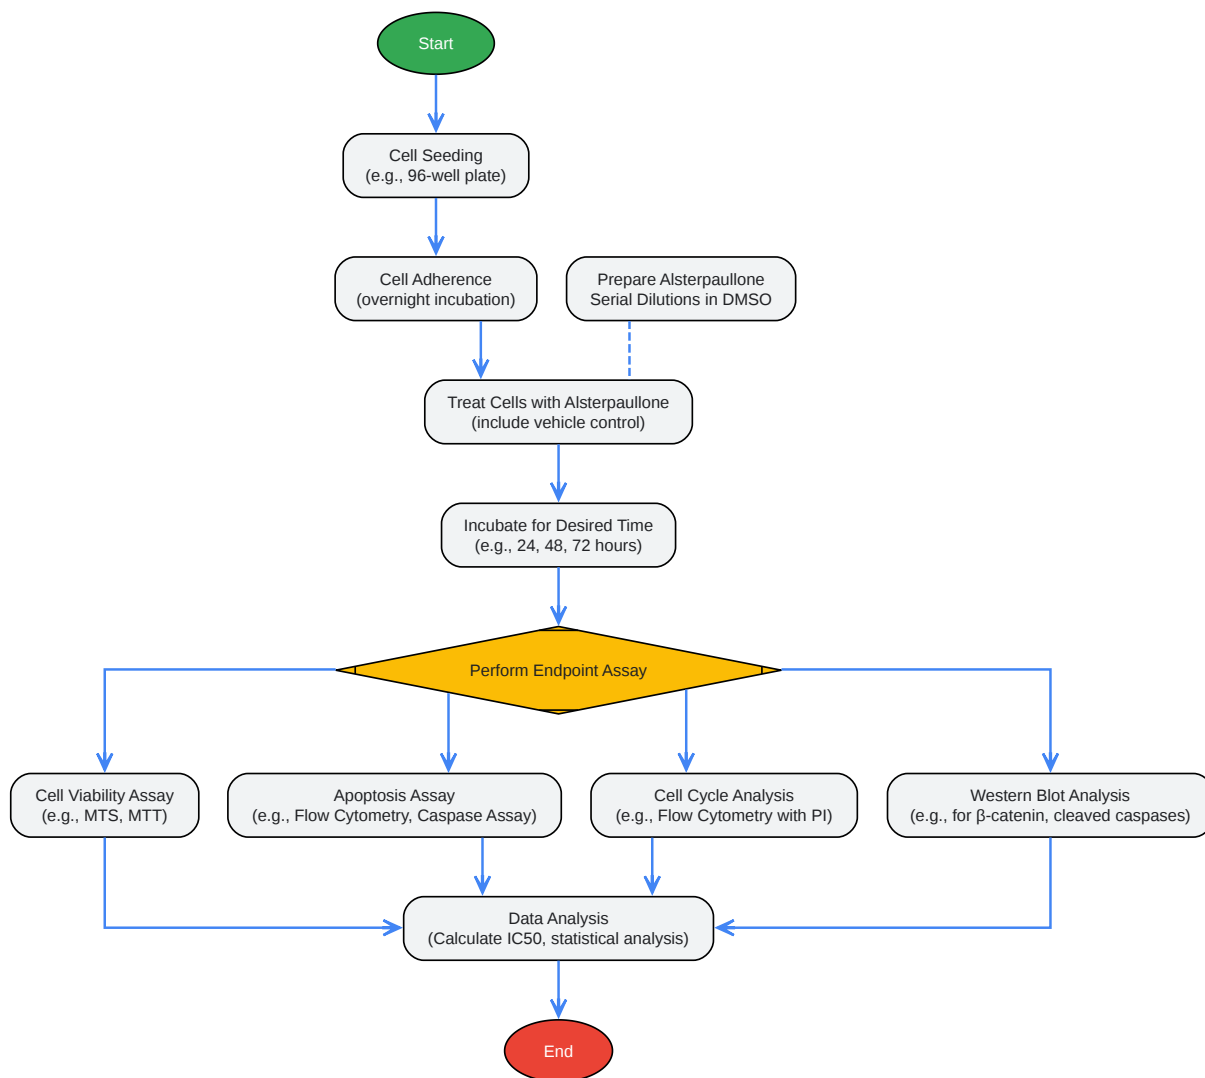 Start
Cell Seeding
(e.g., 96-well plate)
Cell Adherence
(overnight incubation)
Prepare Alsterpaullone
Serial Dilutions in DMSO
Treat Cells with Alsterpaullone
(include vehicle control)
Incubate for Desired Time
(e.g., 24, 48, 72 hours)
Perform Endpoint Assay
Cell Viability Assay
(e.g., MTS, MTT)
Apoptosis Assay
(e.g., Flow Cytometry, Caspase Assay)
Cell Cycle Analysis
(e.g., Flow Cytometry with PI)
Western Blot Analysis
(e.g., for β-catenin, cleaved caspases)
Data Analysis
(Calculate IC50, statistical analysis)
End